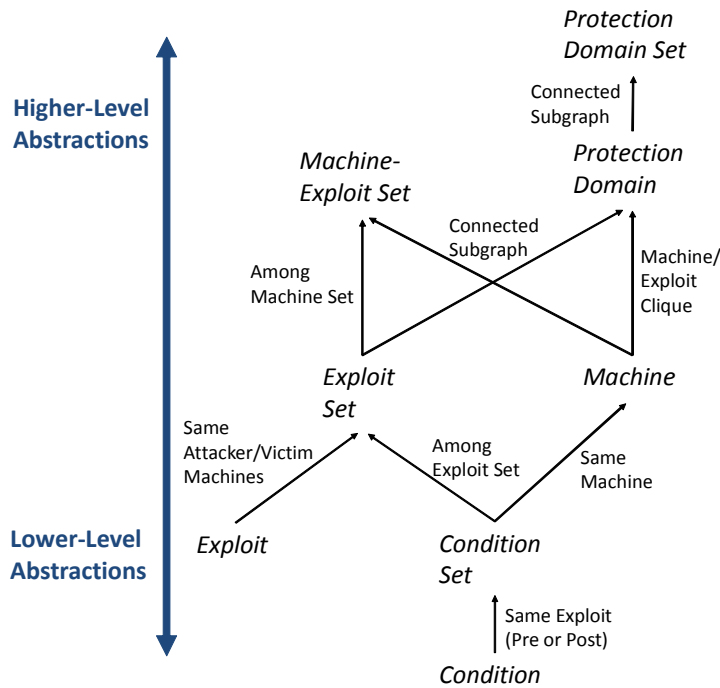 Protection
Domain Set
Higher-Level
Abstractions
Connected
Subgraph
Machine-
Exploit Set
Protection
Domain
Connected
Subgraph
Among
Machine Set
Machine/
Exploit
Clique
Exploit
Set
Machine
Same
Attacker/Victim
Machines
Among
Exploit Set
Same
Machine
Lower-Level
Abstractions
Exploit
Condition
Set
Same Exploit
(Pre or Post)
Condition